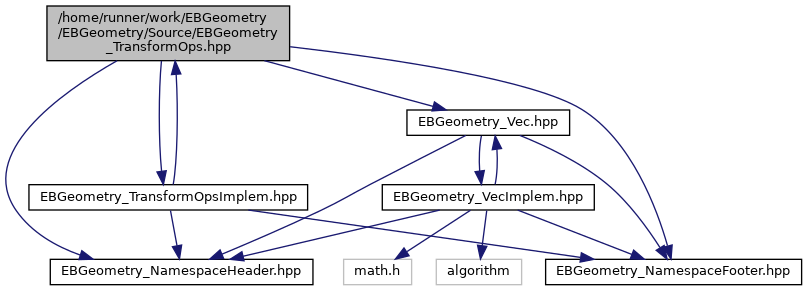 /home/runner/work/EBGeometry
/EBGeometry/Source/EBGeometry
_TransformOps.hpp
EBGeometry_Vec.hpp
EBGeometry_TransformOpsImplem.hpp
EBGeometry_VecImplem.hpp
EBGeometry_NamespaceHeader.hpp
math.h
algorithm
EBGeometry_NamespaceFooter.hpp